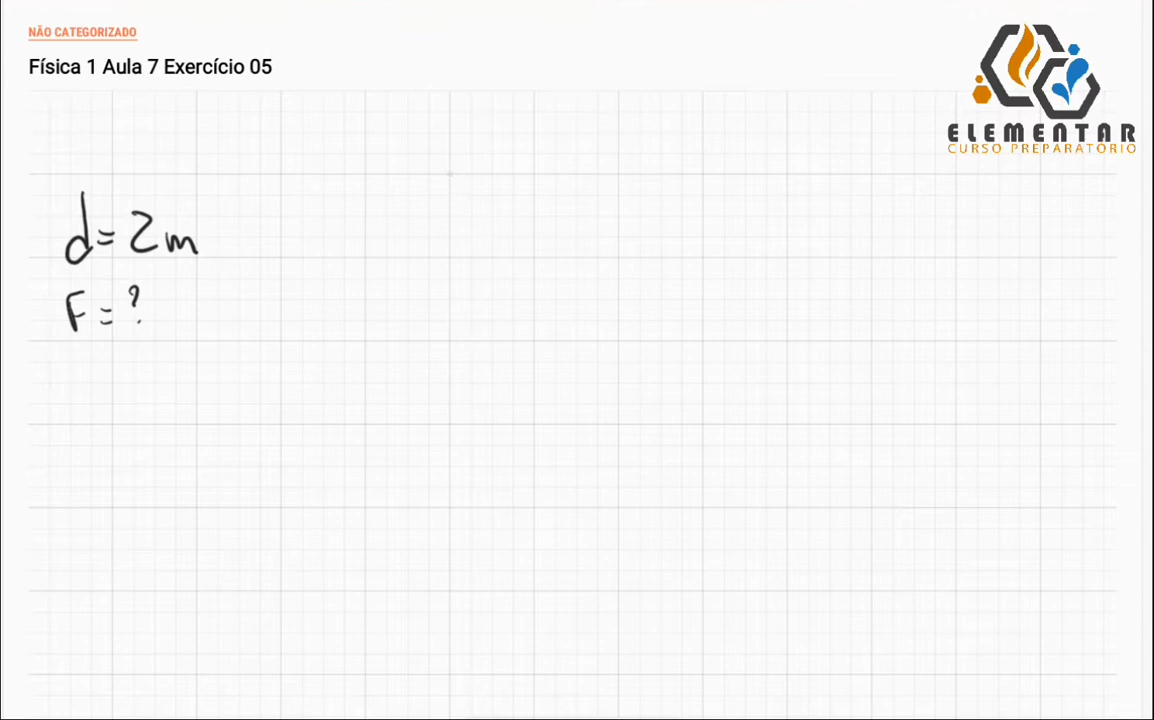 NÃO CATEGORIZADO
Física 1 Aula 7 Exercício 05
ELEMENTAR
CURSO PREPARATÓRIO
d = 2m
F = ?